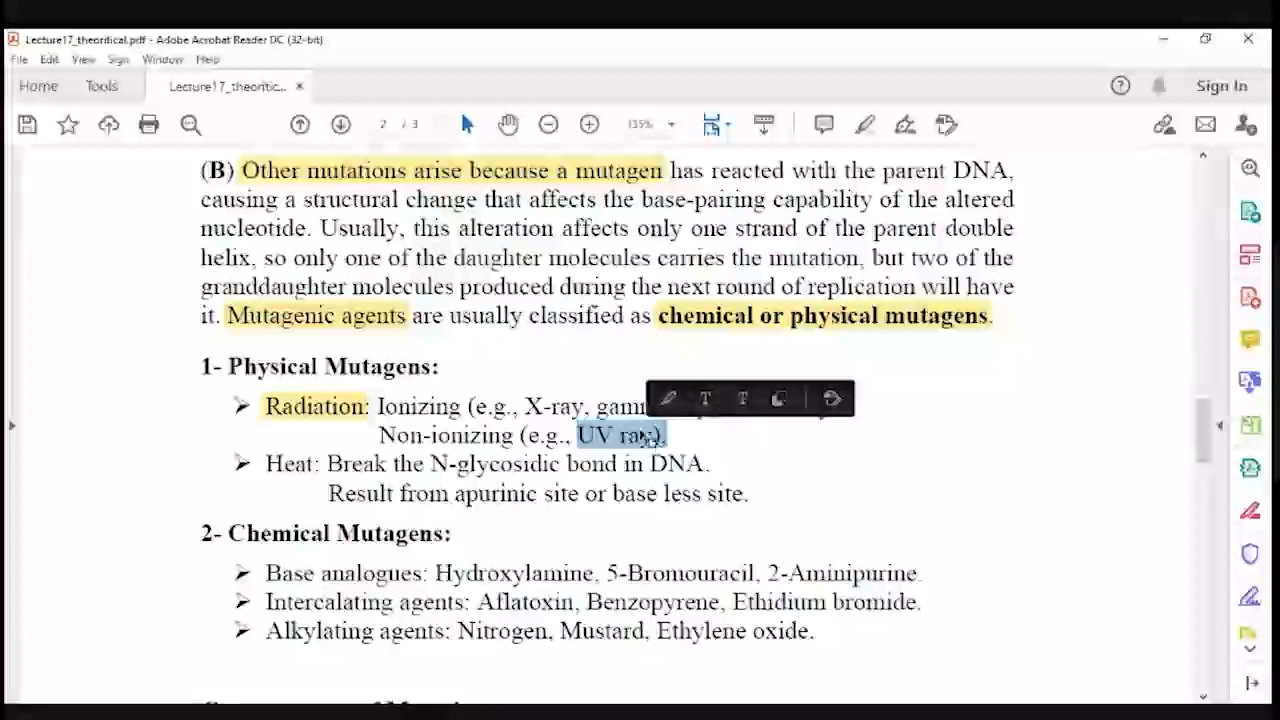 Lecture17_theoritical.pdf - Adobe Acrobat Reader DC (32-bit)
File Edit View Sign Window Help
Home Tools Lecture17_theoritic... × Sign In
2 / 3 135%
(B) Other mutations arise because a mutagen has reacted with the parent DNA,
causing a structural change that affects the base-pairing capability of the altered
nucleotide. Usually, this alteration affects only one strand of the parent double
helix, so only one of the daughter molecules carries the mutation, but two of the
granddaughter molecules produced during the next round of replication will have
it. Mutagenic agents are usually classified as chemical or physical mutagens.
1- Physical Mutagens:
➢ Radiation: Ionizing (e.g., X-ray, gam
Non-ionizing (e.g., UV ray).
➢ Heat: Break the N-glycosidic bond in DNA.
Result from apurinic site or base less site.
2- Chemical Mutagens:
➢ Base analogues: Hydroxylamine, 5-Bromouracil, 2-Aminipurine.
➢ Intercalating agents: Aflatoxin, Benzopyrene, Ethidium bromide.
➢ Alkylating agents: Nitrogen, Mustard, Ethylene oxide.